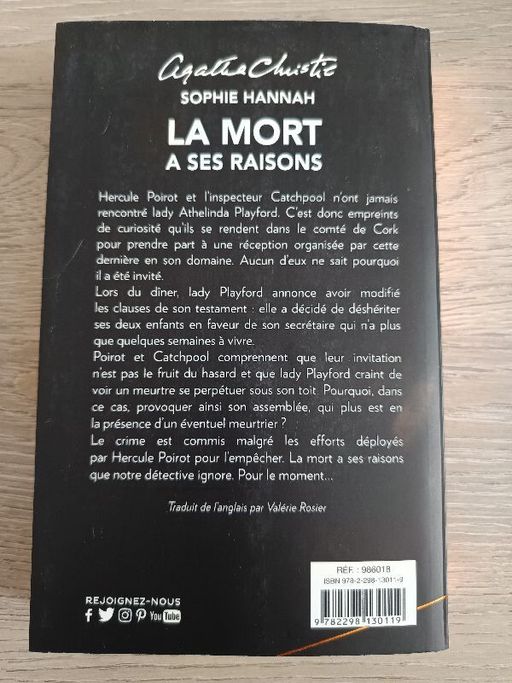 Agatha Christie
SOPHIE HANNAH
LA MORT
A SES RAISONS
Hercule Poirot et l'inspecteur Catchpool n'ont jamais
rencontré lady Athelinda Playford. C'est donc empreints
de curiosité qu'ils se rendent dans le comté de Cork
pour prendre part à une réception organisée par cette
dernière en son domaine. Aucun d'eux ne sait pourquoi
il a été invité.
Lors du dîner, lady Playford annonce avoir modifié
les clauses de son testament : elle a décidé de déshériter
ses deux enfants en faveur de son secrétaire qui n'a plus
que quelques semaines à vivre.
Poirot et Catchpool comprennent que leur invitation
n'est pas le fruit du hasard et que lady Playford craint de
voir un meurtre se perpétuer sous son toit. Pourquoi, dans
ce cas, provoquer ainsi son assemblée, qui plus est en
la présence d'un éventuel meurtrier ?
Le crime est commis malgré les efforts déployés
par Hercule Poirot pour l'empêcher. La mort a ses raisons
que notre détective ignore. Pour le moment...
Traduit de l'anglais par Valérie Rosier
RÉF. : 986018
ISBN 978-2-298-13011-9
9 782298 130119
REJOIGNEZ-NOUS
You Tube